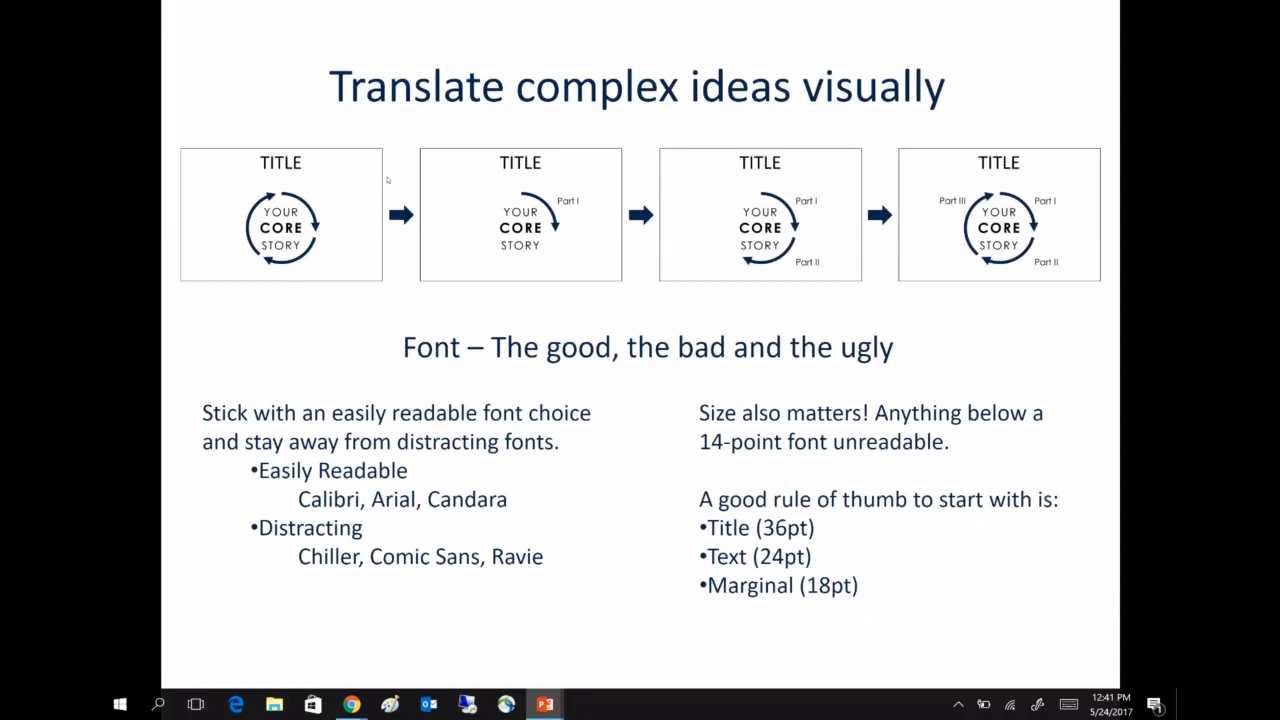 Translate complex ideas visually
TITLE
YOUR
CORE
STORY
TITLE
Part I
YOUR
CORE
STORY
TITLE
Part I
YOUR
CORE
STORY
Part II
TITLE
Part III
Part I
YOUR
CORE
STORY
Part II
Font – The good, the bad and the ugly
Stick with an easily readable font choice
and stay away from distracting fonts.
•Easily Readable
Calibri, Arial, Candara
•Distracting
Chiller, Comic Sans, Ravie
Size also matters! Anything below a
14-point font unreadable.
A good rule of thumb to start with is:
•Title (36pt)
•Text (24pt)
•Marginal (18pt)
12:41 PM
5/24/2017
1